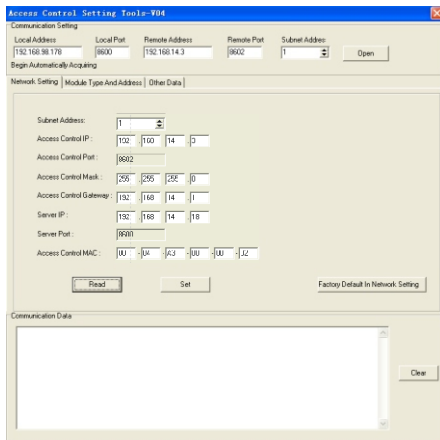 Access Control Setting Tools-V04
Communication Setting
Local Address Local Port Remote Address Remote Port Subnet Addres
192.168.98.178 8600 192.168.14.3 8602 1 Open
Begin Automatically Acquiring
Network Setting Module Type And Address Other Data
Subnet Address: 1
Access Control IP : 192 . 168 14 . 3
Access Control Port : 8602
Access Control Mask : 255 . 255 255 . 0
Access Control Gateway : 192 . 168 14 . 1
Server IP : 192 . 168 14 . 18
Server Port : 8600
Access Control MAC : 00 - 04 - A3 - 00 - 00 - 02
Read Set Factory Default In Network Setting
Communication Data
Clear